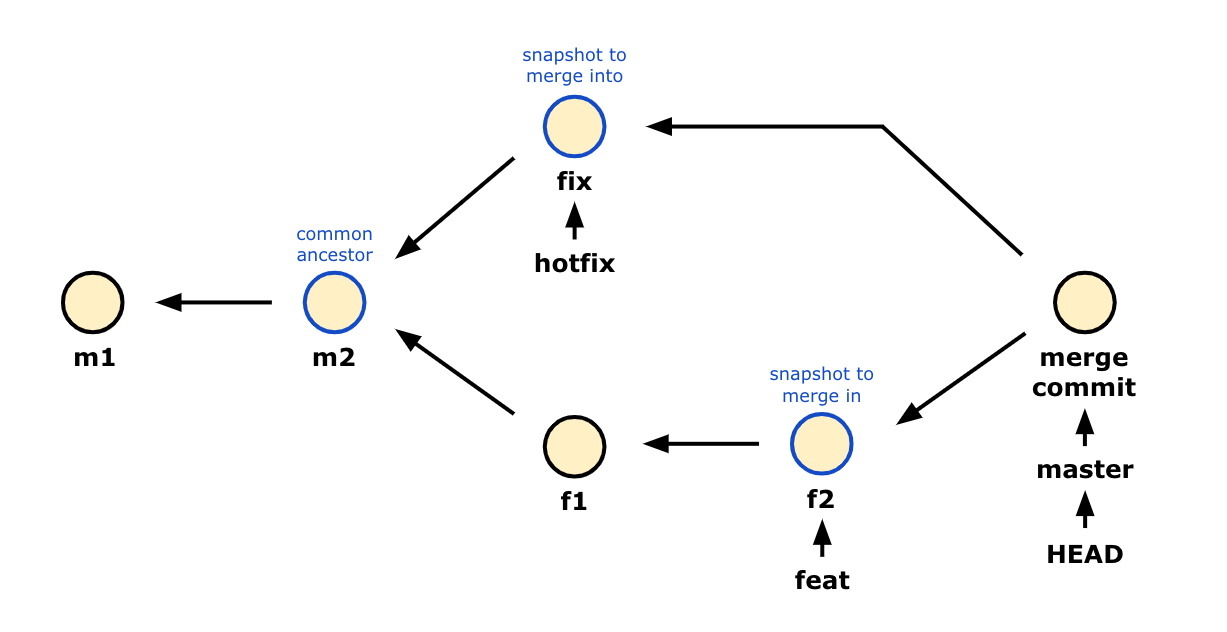 snapshot to
merge into
fix
hotfix
common
ancestor
m1
m2
snapshot to
merge in
f1
f2
feat
merge
commit
master
HEAD